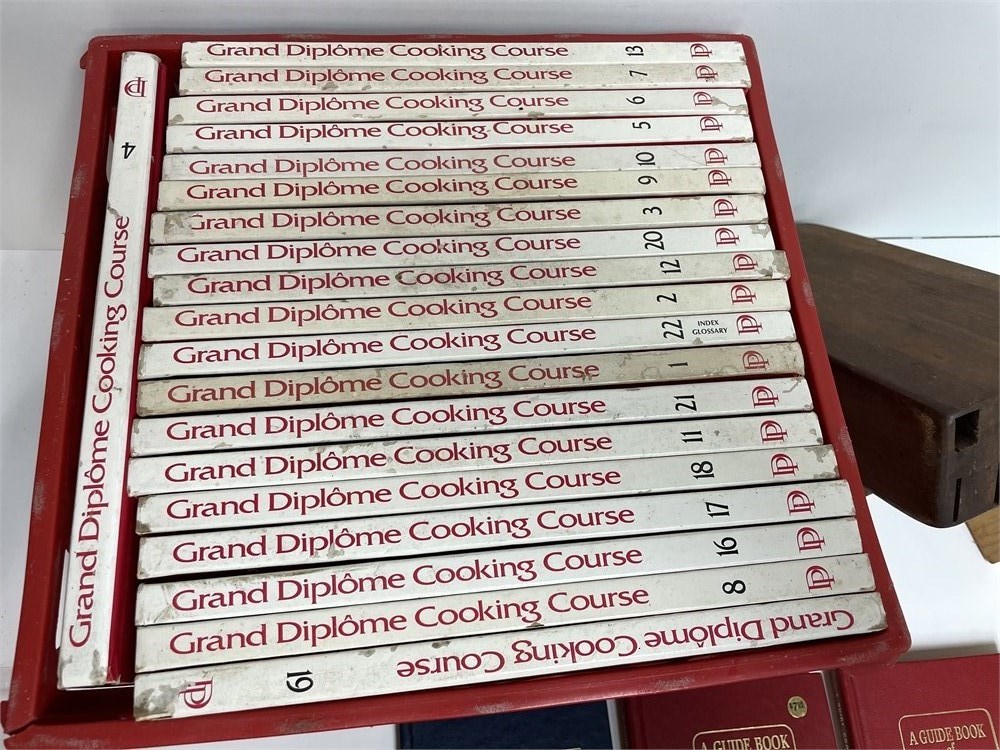 Grand Diplôme Cooking Course 4
Grand Diplôme Cooking Course 13
Grand Diplôme Cooking Course 7
Grand Diplôme Cooking Course 6
Grand Diplôme Cooking Course 5
Grand Diplôme Cooking Course 10
Grand Diplôme Cooking Course 9
Grand Diplôme Cooking Course 3
Grand Diplôme Cooking Course 20
Grand Diplôme Cooking Course 12
Grand Diplôme Cooking Course 2
Grand Diplôme Cooking Course 22 INDEX
GLOSSARY
Grand Diplôme Cooking Course 1
Grand Diplôme Cooking Course 21
Grand Diplôme Cooking Course 11
Grand Diplôme Cooking Course 18
Grand Diplôme Cooking Course 17
Grand Diplôme Cooking Course 16
Grand Diplôme Cooking Course 8
Grand Diplôme Cooking Course 19
A GUIDE BOOK
A GUIDE BOOK
of